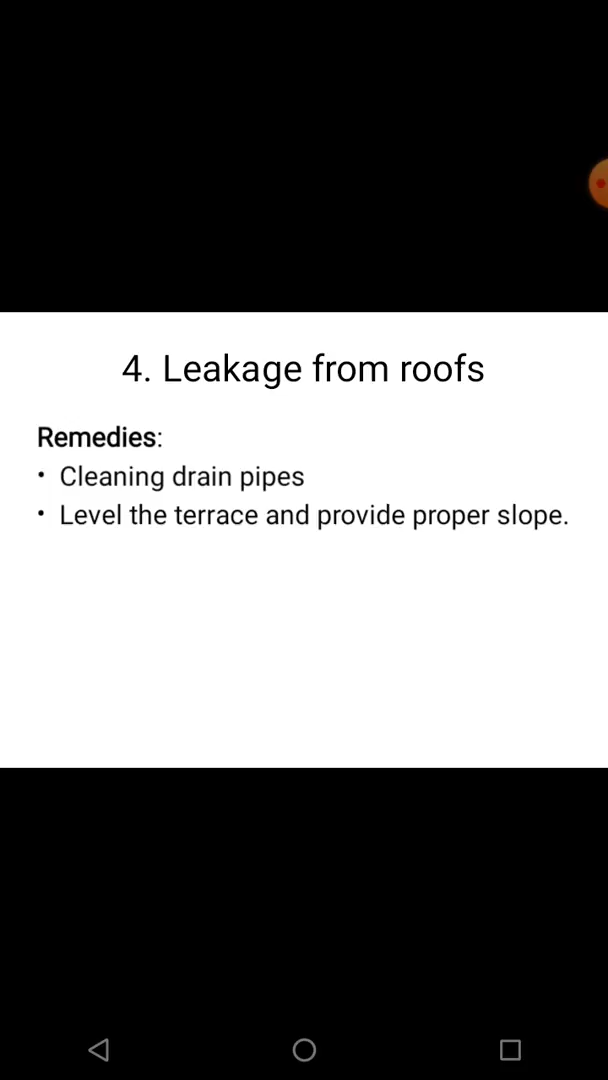 4. Leakage from roofs
Remedies:
• Cleaning drain pipes
• Level the terrace and provide proper slope.